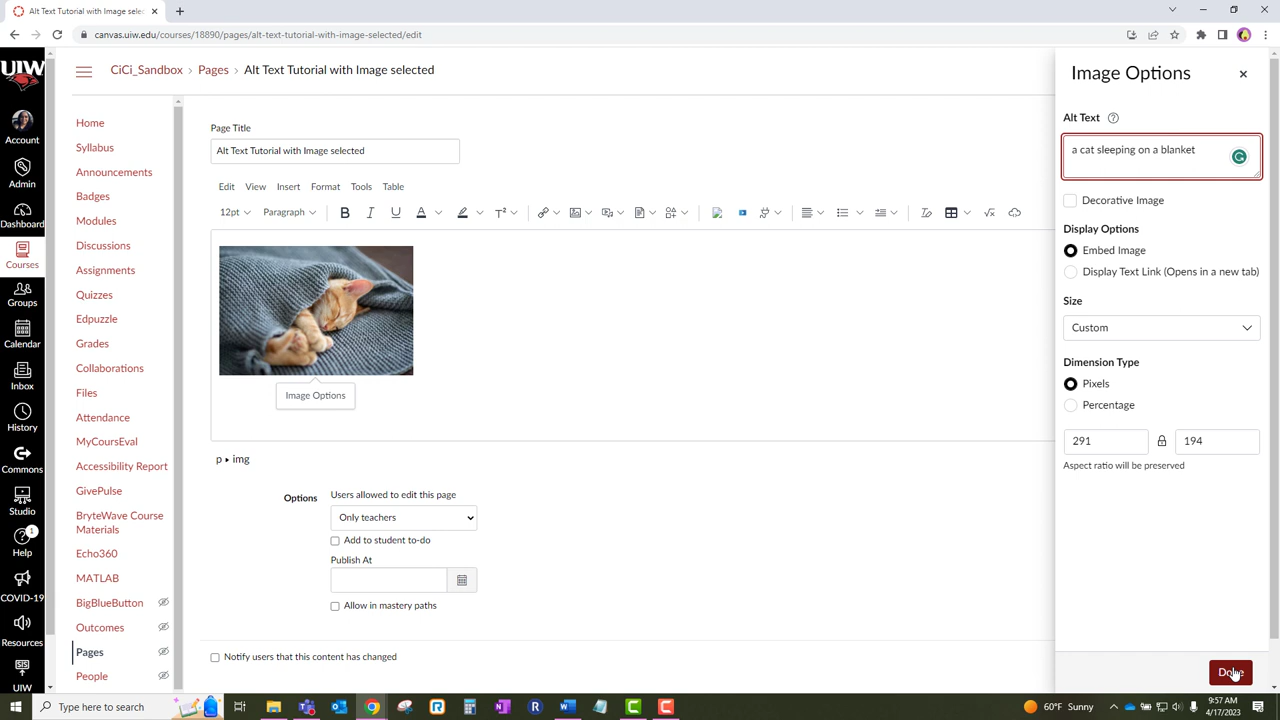 Alt Text Tutorial with Image selec
canvas.uiw.edu/courses/18890/pages/alt-text-tutorial-with-image-selected/edit
UIW
Account
Admin
Dashboard
Courses
Groups
Calendar
Inbox
History
Commons
Studio
1
Help
COVID-19
Resources
SIS
UIW
CiCi_Sandbox › Pages › Alt Text Tutorial with Image selected
Home
Syllabus
Announcements
Badges
Modules
Discussions
Assignments
Quizzes
Edpuzzle
Grades
Collaborations
Files
Attendance
MyCoursEval
Accessibility Report
GivePulse
BryteWave Course
Materials
Echo360
MATLAB
BigBlueButton
Outcomes
Pages
People
Page Title
Alt Text Tutorial with Image selected
Edit View Insert Format Tools Table
12pt Paragraph B I U A T²
Image Options
p ▸ img
Options
Users allowed to edit this page
Only teachers
Add to student to-do
Publish At
Allow in mastery paths
Notify users that this content has changed
Image Options
Alt Text
a cat sleeping on a blanket
Decorative Image
Display Options
Embed Image
Display Text Link (Opens in a new tab)
Size
Custom
Dimension Type
Pixels
Percentage
291 194
Aspect ratio will be preserved
Done
Type here to search
60°F Sunny
9:57 AM
4/17/2023